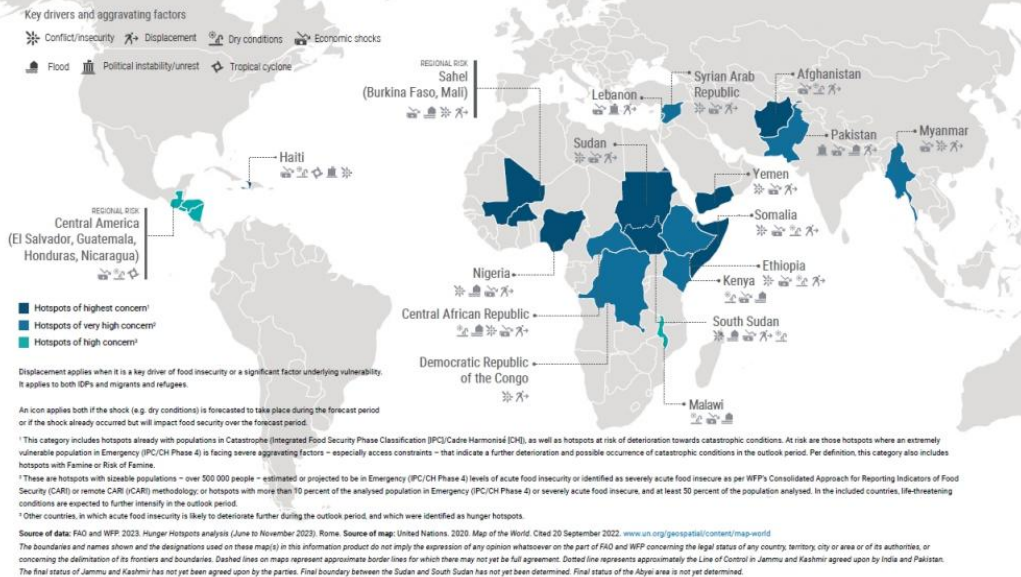 Key drivers and aggravating factors
Conflict/insecurity Displacement Dry conditions Economic shocks
Flood Political instability/unrest Tropical cyclone
REGIONAL RISK
Sahel
(Burkina Faso, Mali)
Lebanon
Syrian Arab
Republic
Afghanistan
Pakistan
Myanmar
Sudan
Haiti
Yemen
Somalia
REGIONAL RISK
Central America
(El Salvador, Guatemala,
Honduras, Nicaragua)
Nigeria
Ethiopia
Kenya
Central African Republic
South Sudan
Democratic Republic
of the Congo
Malawi
Hotspots of highest concern¹
Hotspots of very high concern²
Hotspots of high concern³
Displacement applies when it is a key driver of food insecurity or a significant factor underlying vulnerability.
It applies to both IDPs and migrants and refugees.
An icon applies both if the shock (e.g. dry conditions) is forecasted to take place during the forecast period
or if the shock already occurred but will impact food security over the forecast period.
¹ This category includes hotspots already with populations in Catastrophe (Integrated Food Security Phase Classification [IPC]/Cadre Harmonisé [CH]), as well as hotspots at risk of deterioration towards catastrophic conditions. At risk are those hotspots where an extremely
vulnerable population in Emergency (IPC/CH Phase 4) is facing severe aggravating factors – especially access constraints – that indicate a further deterioration and possible occurrence of catastrophic conditions in the outlook period. Per definition, this category also includes
hotspots with Famine or Risk of Famine.
² These are hotspots with sizeable populations – over 500 000 people – estimated or projected to be in Emergency (IPC/CH Phase 4) levels of acute food insecurity or identified as severely acute food insecure as per WFP's Consolidated Approach for Reporting Indicators of Food
Security (CARI) or remote CARI (rCARI) methodology; or hotspots with more than 10 percent of the analysed population in Emergency (IPC/CH Phase 4) or severely acute food insecure, and at least 50 percent of the population analysed. In the included countries, life-threatening
conditions are expected to further intensify in the outlook period.
³ Other countries, in which acute food insecurity is likely to deteriorate further during the outlook period, and which were identified as hunger hotspots.
Source of data: FAO and WFP. 2023. Hunger Hotspots analysis (June to November 2023). Rome. Source of map: United Nations. 2020. Map of the World. Cited 20 September 2022. www.un.org/geospatial/content/map-world
The boundaries and names shown and the designations used on these map(s) in this information product do not imply the expression of any opinion whatsoever on the part of FAO and WFP concerning the legal status of any country, territory, city or area or of its authorities, or
concerning the delimitation of its frontiers and boundaries. Dashed lines on maps represent approximate border lines for which there may not yet be full agreement. Dotted line represents approximately the Line of Control in Jammu and Kashmir agreed upon by India and Pakistan.
The final status of Jammu and Kashmir has not yet been agreed upon by the parties. Final boundary between the Sudan and South Sudan has not yet been determined. Final status of the Abyei area is not yet determined.